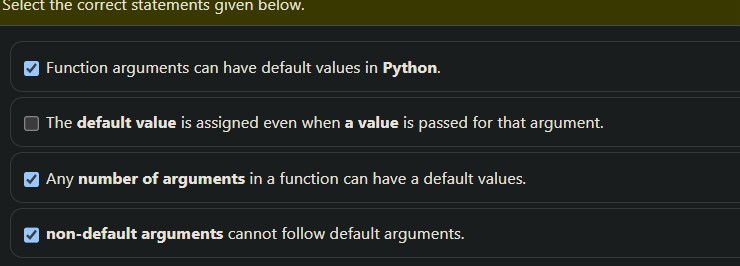 Select the correct statements given below.
Function arguments can have default values in Python.
The default value is assigned even when a value is passed for that argument.
Any number of arguments in a function can have a default values.
non-default arguments cannot follow default arguments.